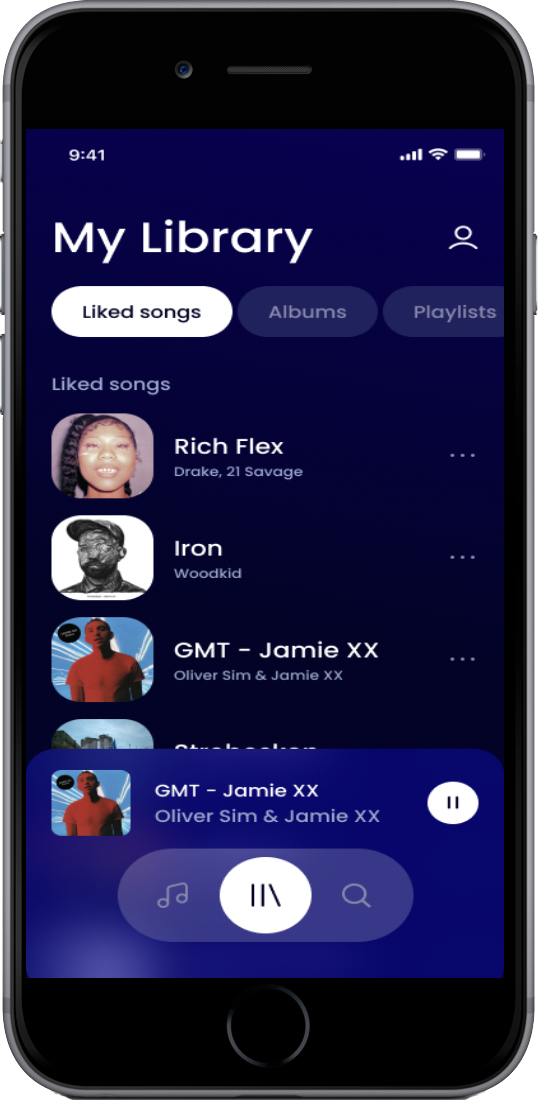 9:41
My Library
Liked songs
Albums
Playlists
Liked songs
Rich Flex
Drake, 21 Savage
Iron
Woodkid
GMT - Jamie XX
Oliver Sim & Jamie XX
GMT - Jamie XX
Oliver Sim & Jamie XX